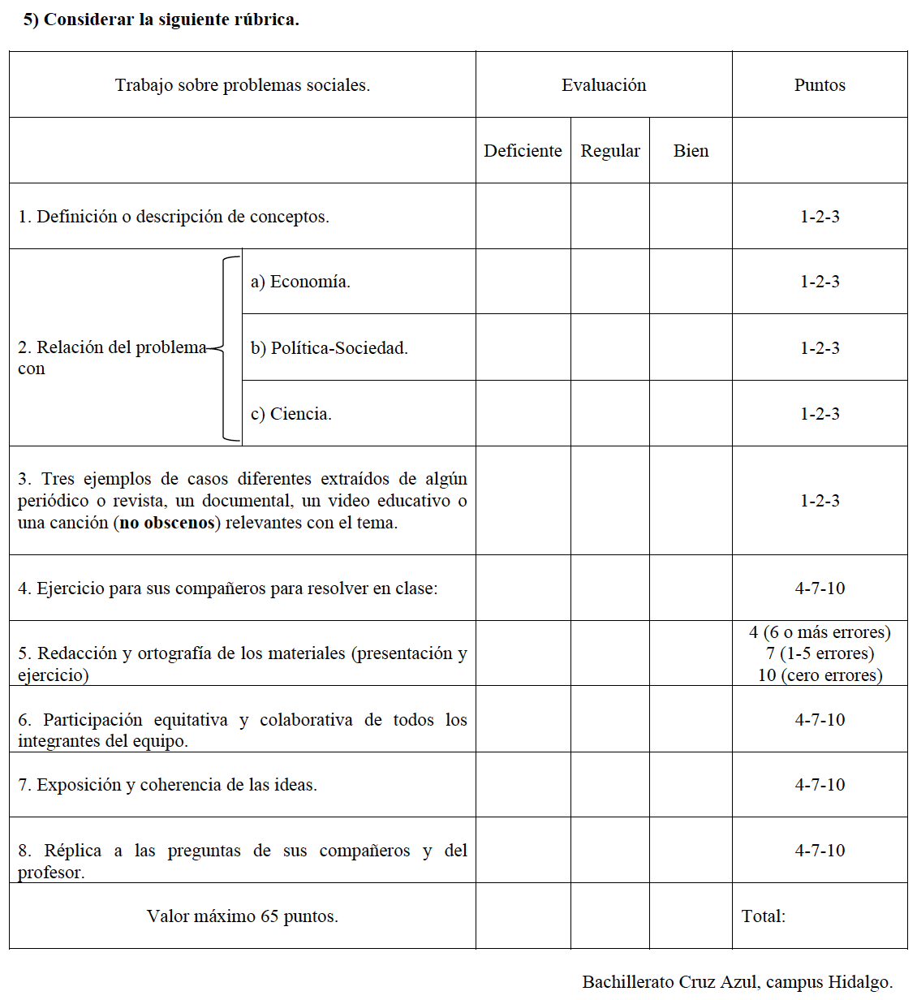 5) Considerar la siguiente rúbrica.
Trabajo sobre problemas sociales.
Evaluación
Puntos
Deficiente
Regular
Bien
1. Definición o descripción de conceptos.
1-2-3
2. Relación del problema
con
a) Economía.
1-2-3
b) Política-Sociedad.
1-2-3
c) Ciencia.
1-2-3
3. Tres ejemplos de casos diferentes extraídos de algún
periódico o revista, un documental, un video educativo o
una canción (no obscenos) relevantes con el tema.
1-2-3
4. Ejercicio para sus compañeros para resolver en clase:
4-7-10
5. Redacción y ortografía de los materiales (presentación y
ejercicio)
4 (6 o más errores)
7 (1-5 errores)
10 (cero errores)
6. Participación equitativa y colaborativa de todos los
integrantes del equipo.
4-7-10
7. Exposición y coherencia de las ideas.
4-7-10
8. Réplica a las preguntas de sus compañeros y del
profesor.
4-7-10
Valor máximo 65 puntos.
Total:
Bachillerato Cruz Azul, campus Hidalgo.